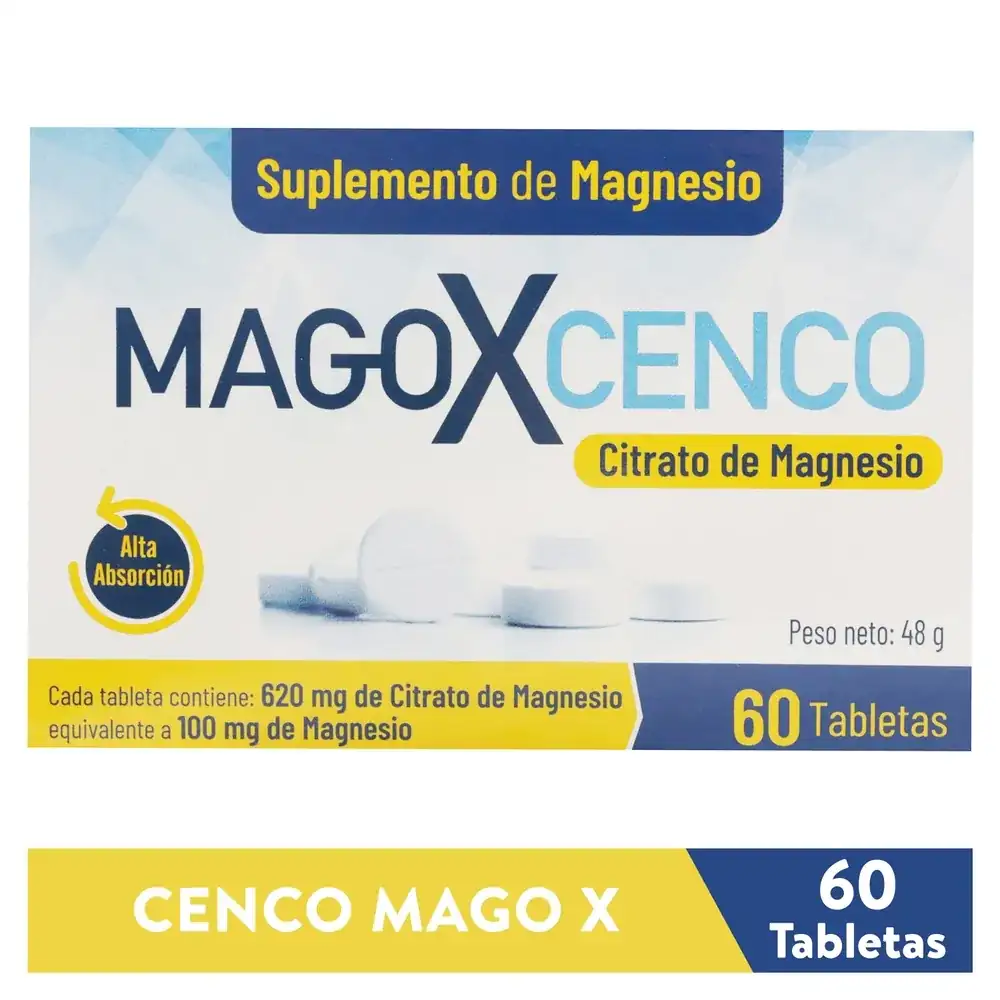 Suplemento de Magnesio
MAGOXCENCO
Citrato de Magnesio
Alta
Absorción
Peso neto: 48 g
Cada tableta contiene: 620 mg de Citrato de Magnesio
equivalente a 100 mg de Magnesio
60 Tabletas
CENCO MAGO X
60
Tabletas